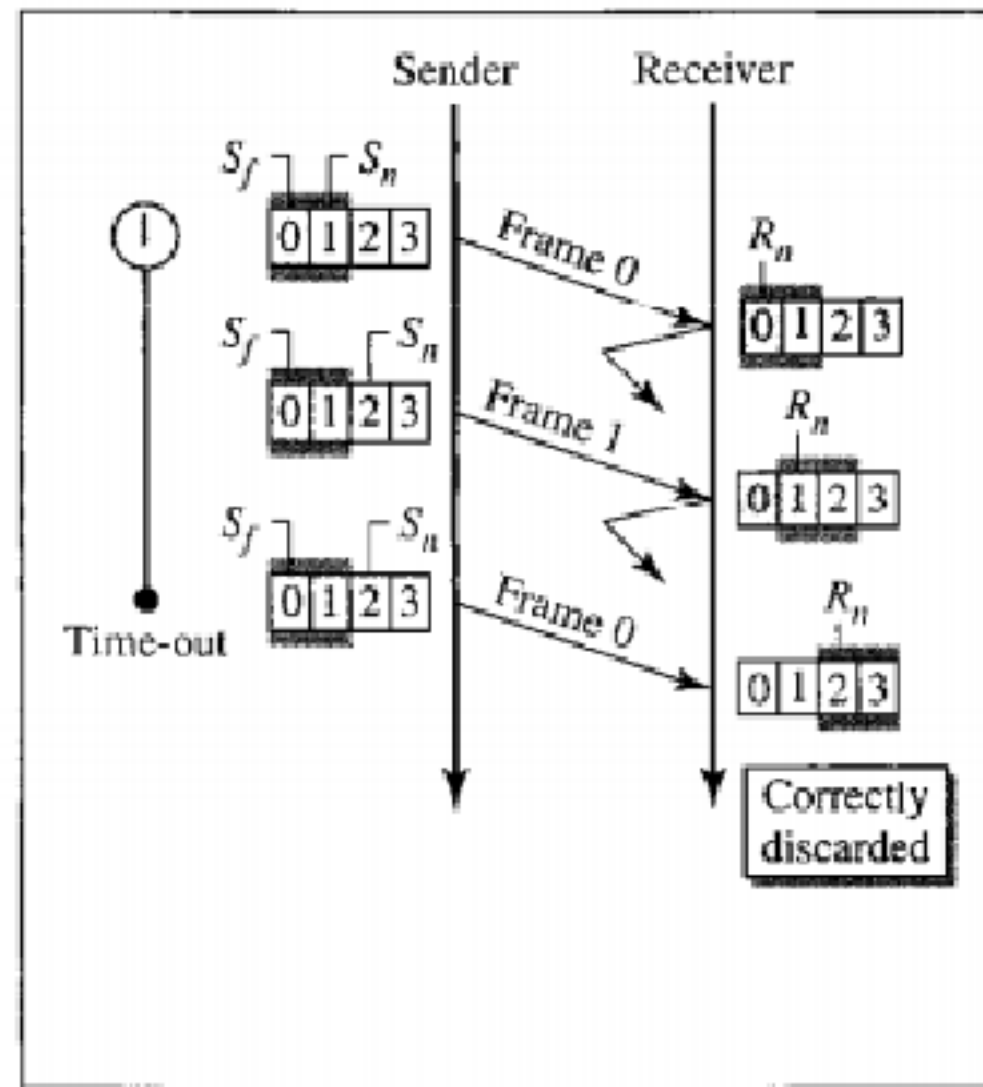 Sender Receiver
S_f S_n
0 1 2 3
Frame 0
R_n
0 1 2 3
S_f S_n
0 1 2 3
Frame 1
R_n
0 1 2 3
S_f S_n
0 1 2 3
Time-out
Frame 0
R_n
0 1 2 3
Correctly
discarded